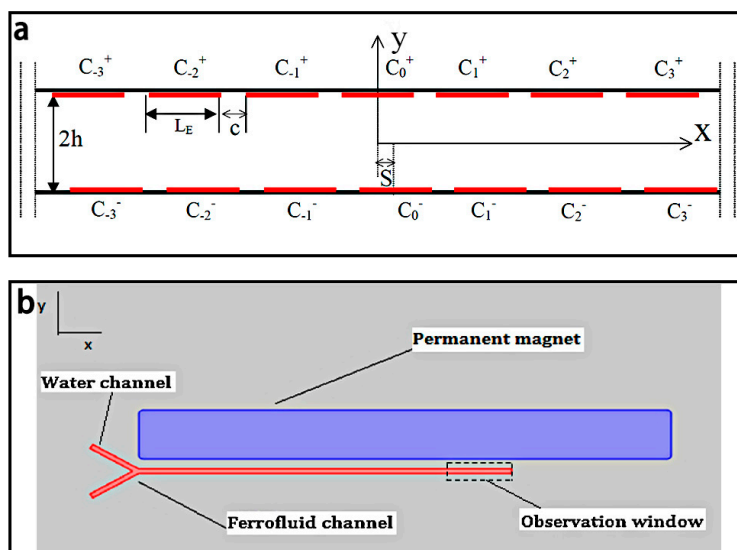 a
y
C₋₃⁺ C₋₂⁺ C₋₁⁺ C₀⁺ C₁⁺ C₂⁺ C₃⁺
2h
L_E c
x
S
C₋₃⁻ C₋₂⁻ C₋₁⁻ C₀⁻ C₁⁻ C₂⁻ C₃⁻
b
y
x
Permanent magnet
Water channel
Ferrofluid channel
Observation window